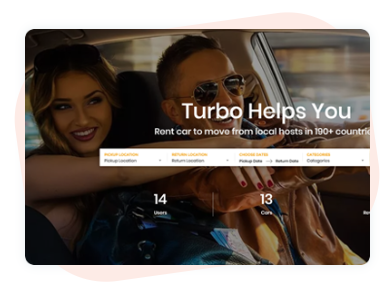 Turbo Helps You
Rent car to move from local hosts in 190+ countrie
PICKUP LOCATION RETURN LOCATION CHOOSE DATES CATEGORIES
Pickup Location Return Location Pickup Date Return Date Categories
14 13
Users Cars Re